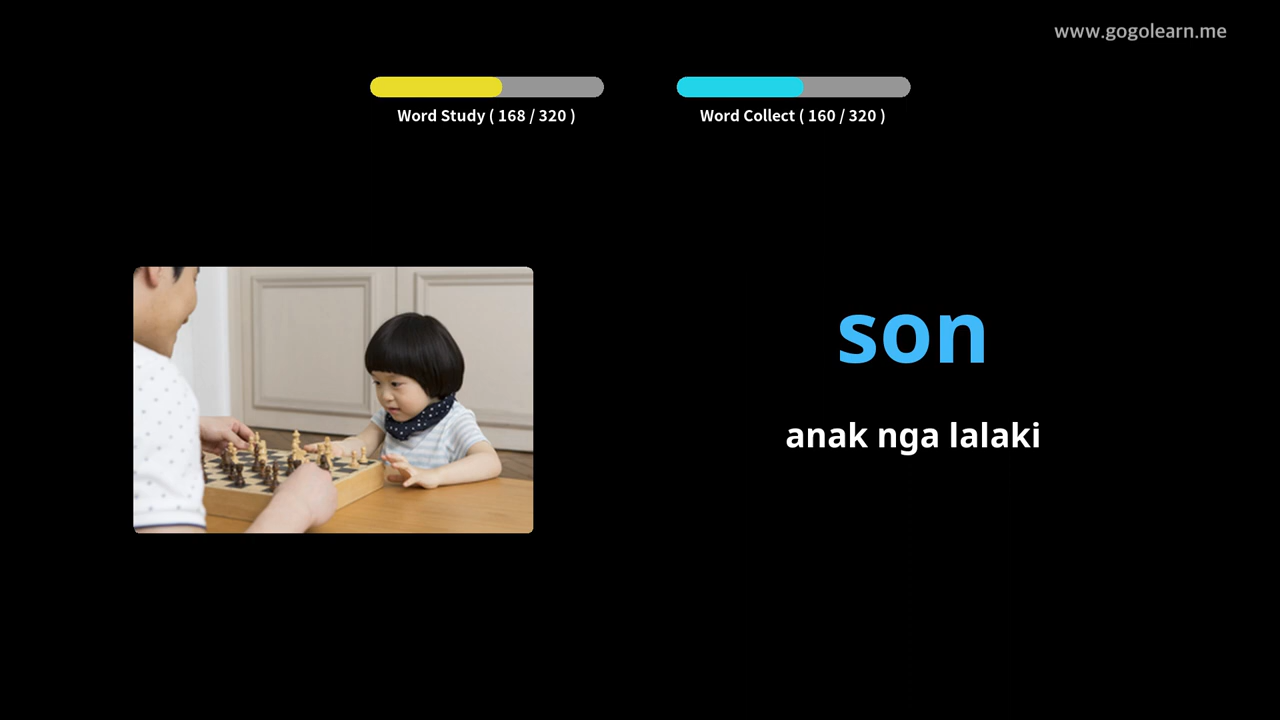 www.gogolearn.me
Word Study ( 168 / 320 )
Word Collect ( 160 / 320 )
son
anak nga lalaki